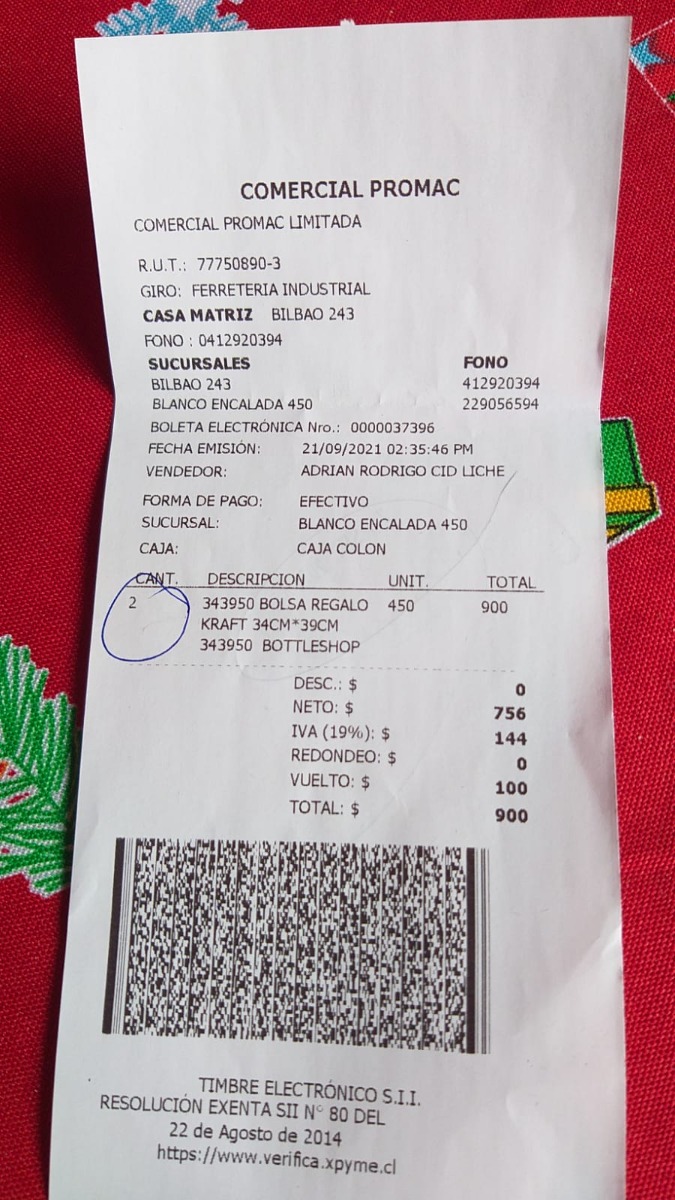 COMERCIAL PROMAC
COMERCIAL PROMAC LIMITADA
R.U.T.: 77750890-3
GIRO: FERRETERIA INDUSTRIAL
CASA MATRIZ BILBAO 243
FONO : 0412920394
SUCURSALES FONO
BILBAO 243 412920394
BLANCO ENCALADA 450 229056594
BOLETA ELECTRÓNICA Nro.: 0000037396
FECHA EMISIÓN: 21/09/2021 02:35:46 PM
VENDEDOR: ADRIAN RODRIGO CID LICHE
FORMA DE PAGO: EFECTIVO
SUCURSAL: BLANCO ENCALADA 450
CAJA: CAJA COLON
CANT. DESCRIPCION UNIT. TOTAL
2 343950 BOLSA REGALO 450 900
KRAFT 34CM*39CM
343950 BOTTLESHOP
DESC.: $ 0
NETO: $ 756
IVA (19%): $ 144
REDONDEO: $ 0
VUELTO: $ 100
TOTAL: $ 900
TIMBRE ELECTRÓNICO S.I.I.
RESOLUCIÓN EXENTA SII N° 80 DEL
22 de Agosto de 2014
https://www.verifica.xpyme.cl